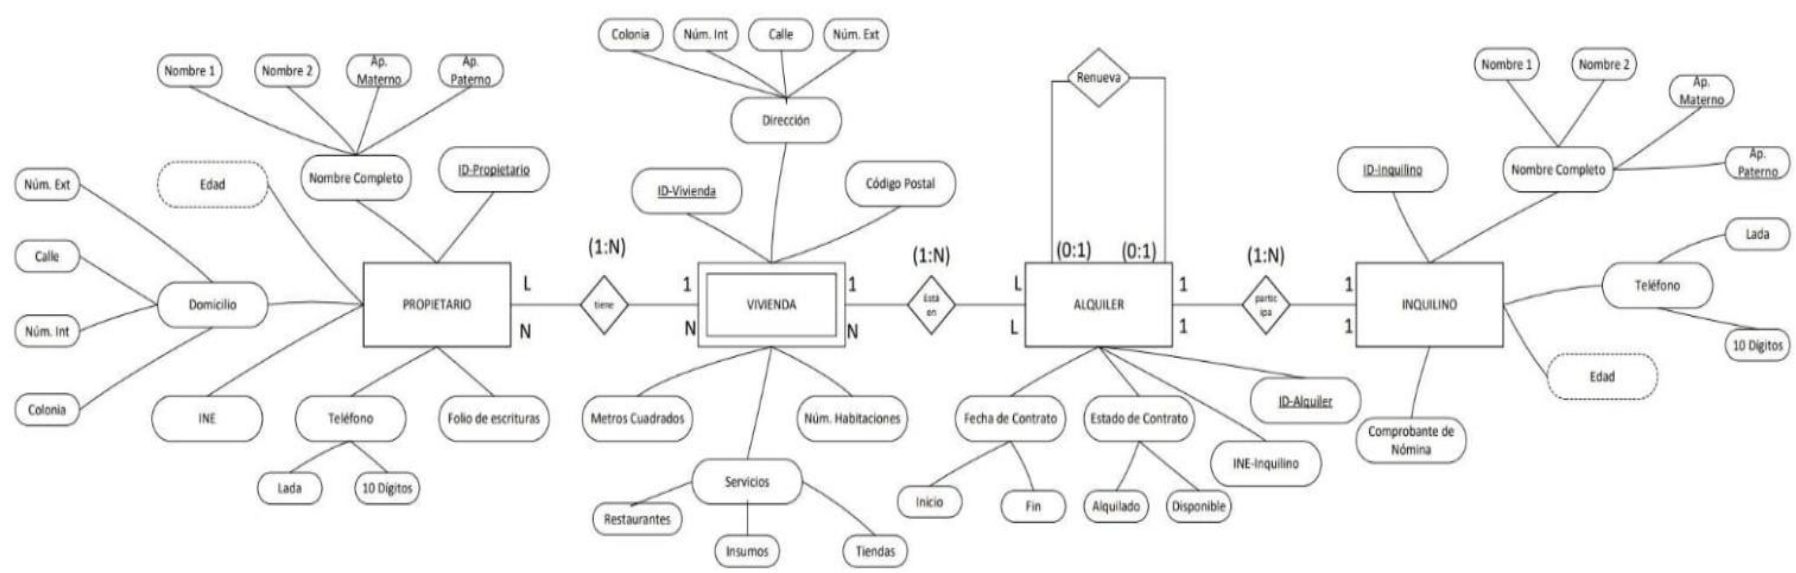 Colonia
Núm. Int
Calle
Núm. Ext
Nombre 1
Nombre 2
Ap.
Materno
Ap.
Paterno
Dirección
Renueva
Nombre 1
Nombre 2
Ap.
Materno
Núm. Ext
Edad
Nombre Completo
ID-Propietario
ID-Vivienda
Código Postal
ID-Inquilino
Nombre Completo
Ap.
Paterno
Calle
Domicilio
Núm. Int
Colonia
(1:N)
(1:N)
(0:1)
(0:1)
(1:N)
Lada
Teléfono
10 Dígitos
PROPIETARIO
L
N
tiene
1
N
VIVIENDA
1
N
Está
en
L
L
ALQUILER
1
1
partic
ipa
1
1
INQUILINO
Edad
INE
Teléfono
Folio de escrituras
Lada
10 Dígitos
Metros Cuadrados
Núm. Habitaciones
Servicios
Restaurantes
Insumos
Tiendas
Fecha de Contrato
Estado de Contrato
ID-Alquiler
INE-Inquilino
Inicio
Fin
Alquilado
Disponible
Comprobante de
Nómina